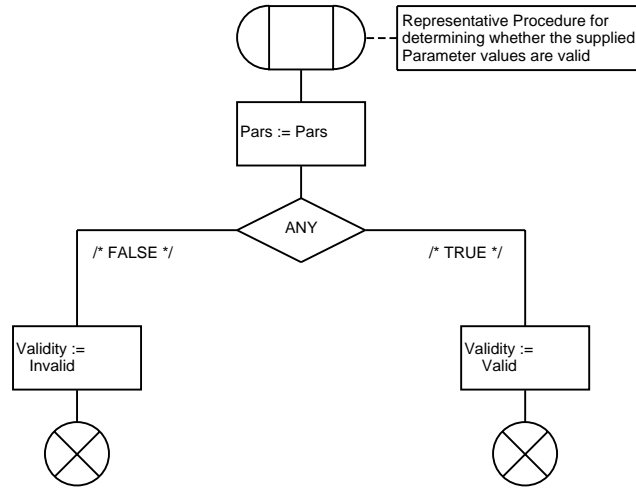 Representative Procedure for
determining whether the supplied
Parameter values are valid
Pars := Pars
ANY
/* FALSE */
/* TRUE */
Validity :=
Invalid
Validity :=
Valid